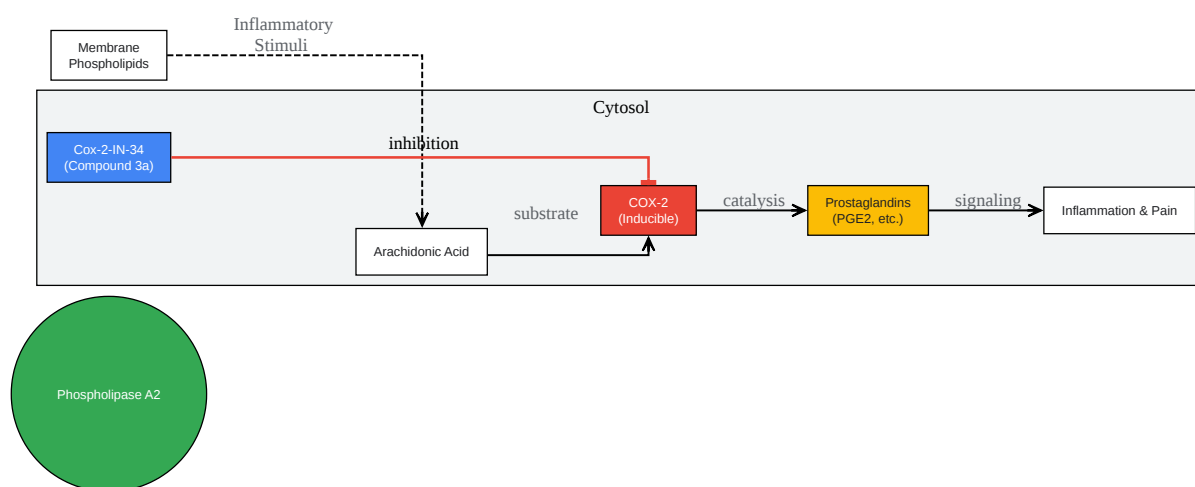 Inflammatory
Stimuli
Membrane
Phospholipids
Cytosol
Cox-2-IN-34
(Compound 3a)
inhibition
COX-2
(Inducible)
catalysis
Prostaglandins
(PGE2, etc.)
signaling
Inflammation & Pain
substrate
Arachidonic Acid
Phospholipase A2